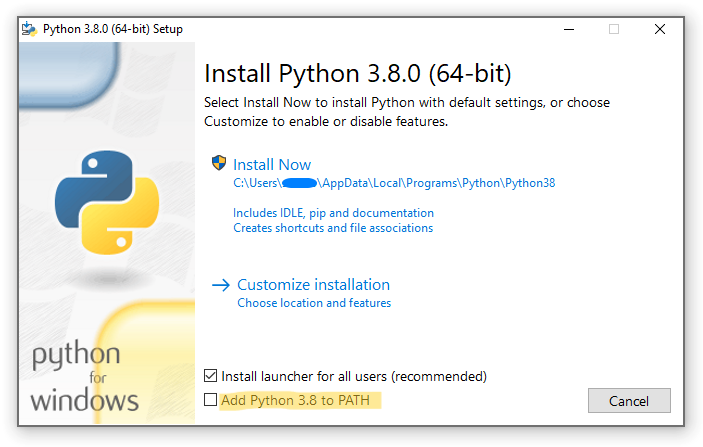 Python 3.8.0 (64-bit) Setup
Install Python 3.8.0 (64-bit)
Select Install Now to install Python with default settings, or choose
Customize to enable or disable features.
Install Now
C:\Users\ \AppData\Local\Programs\Python\Python38
Includes IDLE, pip and documentation
Creates shortcuts and file associations
Customize installation
Choose location and features
python
for
windows
Install launcher for all users (recommended)
Add Python 3.8 to PATH
Cancel